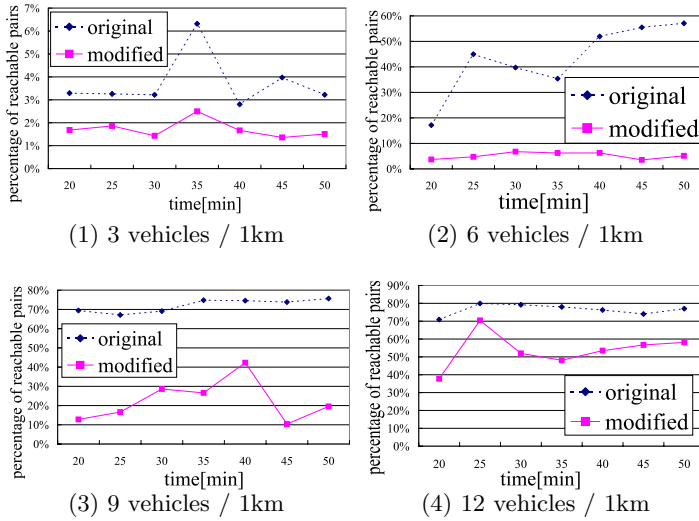 percentage of reachable pairs
7%
6%
5%
4%
3%
2%
1%
0%
original
modified
20 25 30 35 40 45 50
time[min]
(1) 3 vehicles / 1km
percentage of reachable pairs
60%
50%
40%
30%
20%
10%
0%
original
modified
20 25 30 35 40 45 50
time[min]
(2) 6 vehicles / 1km
percentage of reachable pairs
80%
70%
60%
50%
40%
30%
20%
10%
0%
original
modified
20 25 30 35 40 45 50
time[min]
(3) 9 vehicles / 1km
percentage of reachable pairs
90%
80%
70%
60%
50%
40%
30%
20%
10%
0%
original
modified
20 25 30 35 40 45 50
time[min]
(4) 12 vehicles / 1km